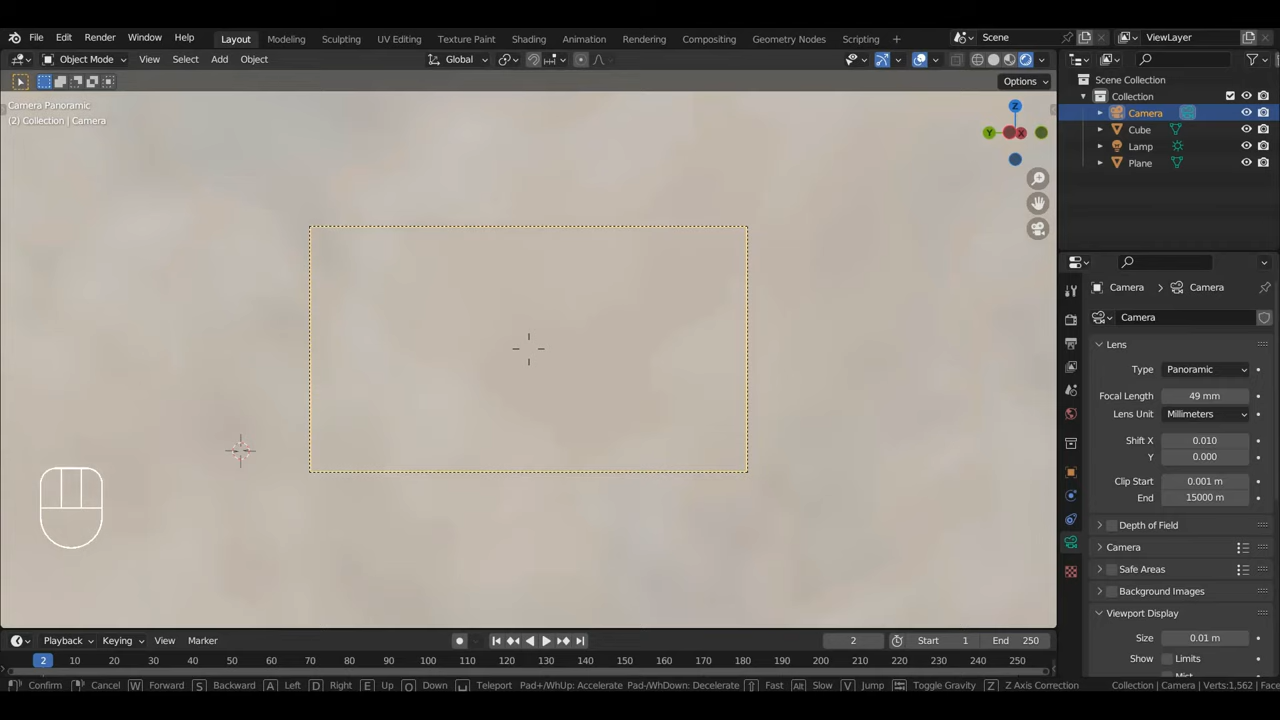 File Edit Render Window Help Layout Modeling Sculpting UV Editing Texture Paint Shading Animation Rendering Compositing Geometry Nodes Scripting + Scene ViewLayer
Object Mode View Select Add Object Global
Options
Camera Panoramic
(2) Collection | Camera
Z
Y
X
Scene Collection
Collection
Camera
Cube
Lamp
Plane
Camera > Camera
Camera
Lens
Type Panoramic
Focal Length 49 mm
Lens Unit Millimeters
Shift X 0.010
Y 0.000
Clip Start 0.001 m
End 15000 m
Depth of Field
Camera
Safe Areas
Background Images
Viewport Display
Size 0.01 m
Show Limits
Playback Keying View Marker 2 Start 1 End 250
2 10 20 30 40 50 60 70 80 90 100 110 120 130 140 150 160 170 180 190 200 210 220 230 240 250
Confirm Cancel W Forward S Backward A Left D Right E Up Q Down Teleport Pad+/WhUp: Accelerate Pad-/WhDown: Decelerate Fast Alt Slow V Jump Toggle Gravity Z Z Axis Correction Collection | Camera | Verts:1,562 | Face